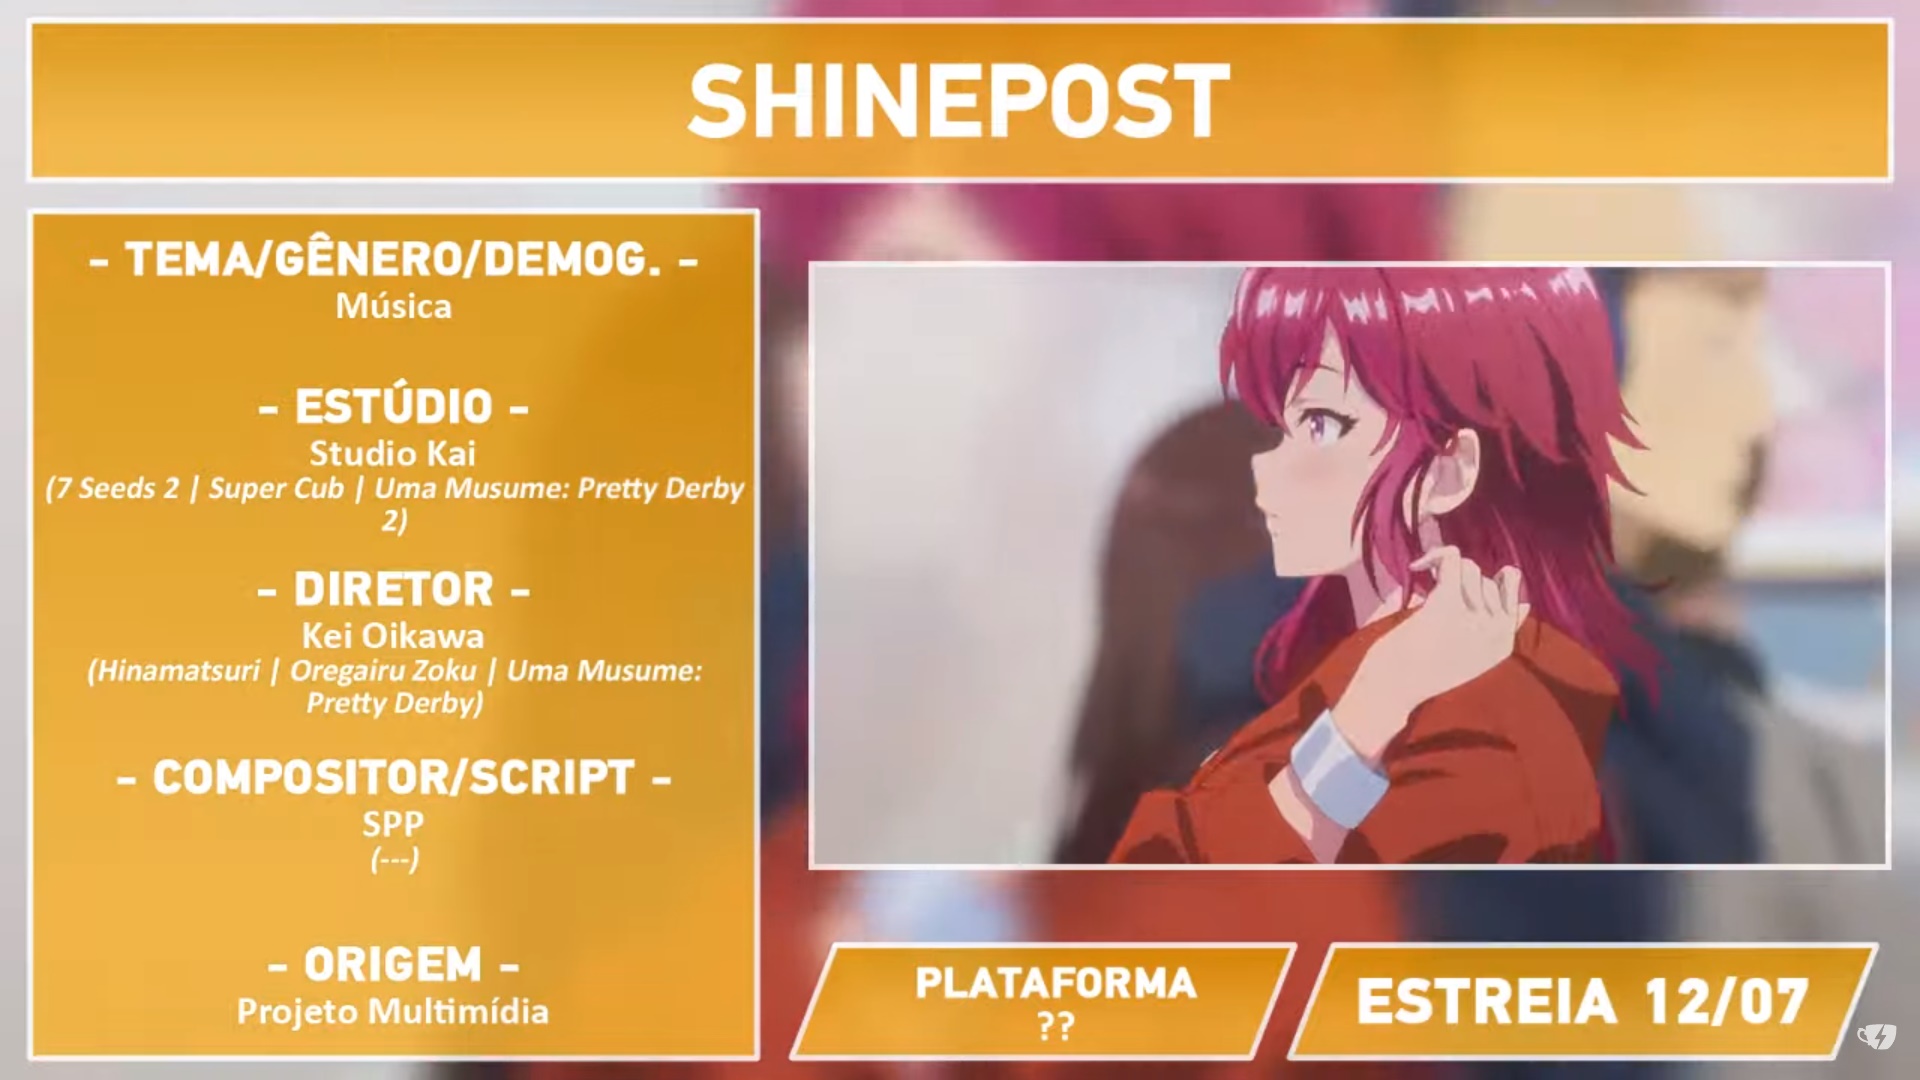 SHINEPOST
- TEMA/GÊNERO/DEMOG. -
Música
- ESTÚDIO -
Studio Kai
(7 Seeds 2 | Super Cub | Uma Musume: Pretty Derby
2)
- DIRETOR -
Kei Oikawa
(Hinamatsuri | Oregairu Zoku | Uma Musume:
Pretty Derby)
- COMPOSITOR/SCRIPT -
SPP
(---)
- ORIGEM -
Projeto Multimídia
PLATAFORMA
??
ESTREIA 12/07